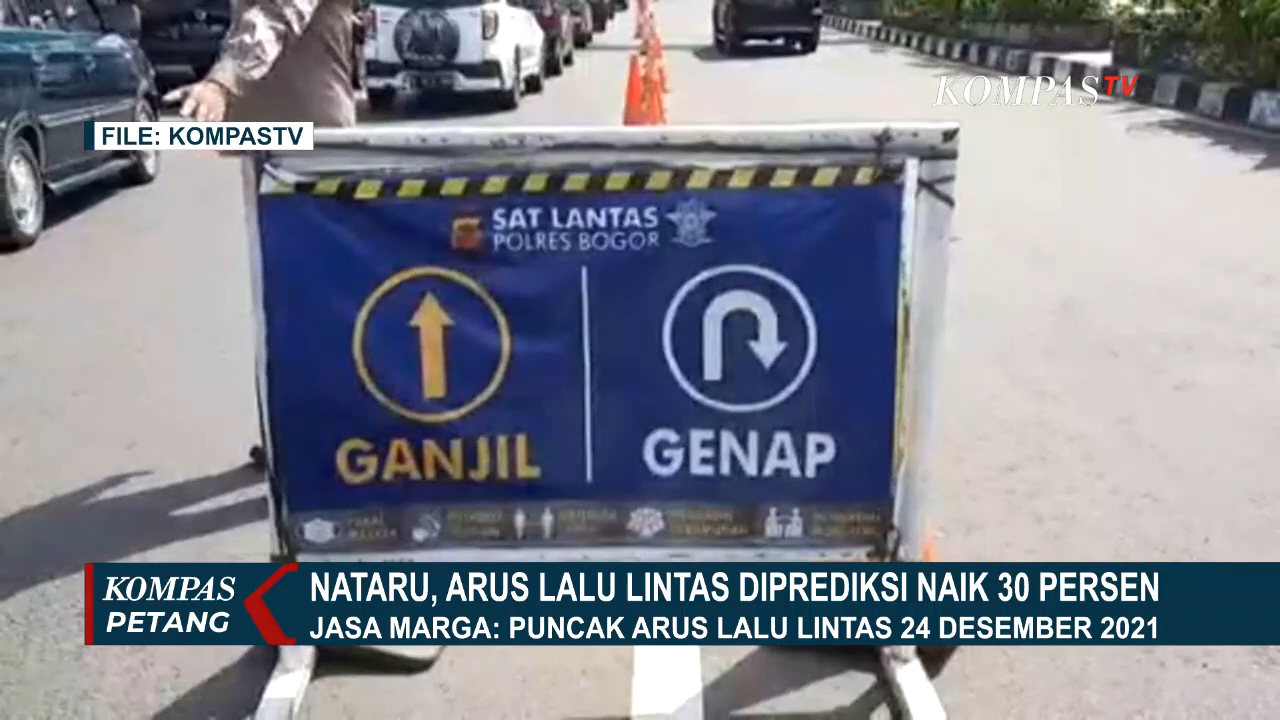 KOMPASTV
FILE: KOMPASTV
SAT LANTAS
POLRES BOGOR
GANJIL
GENAP
KOMPAS
PETANG
NATARU, ARUS LALU LINTAS DIPREDIKSI NAIK 30 PERSEN
JASA MARGA: PUNCAK ARUS LALU LINTAS 24 DESEMBER 2021